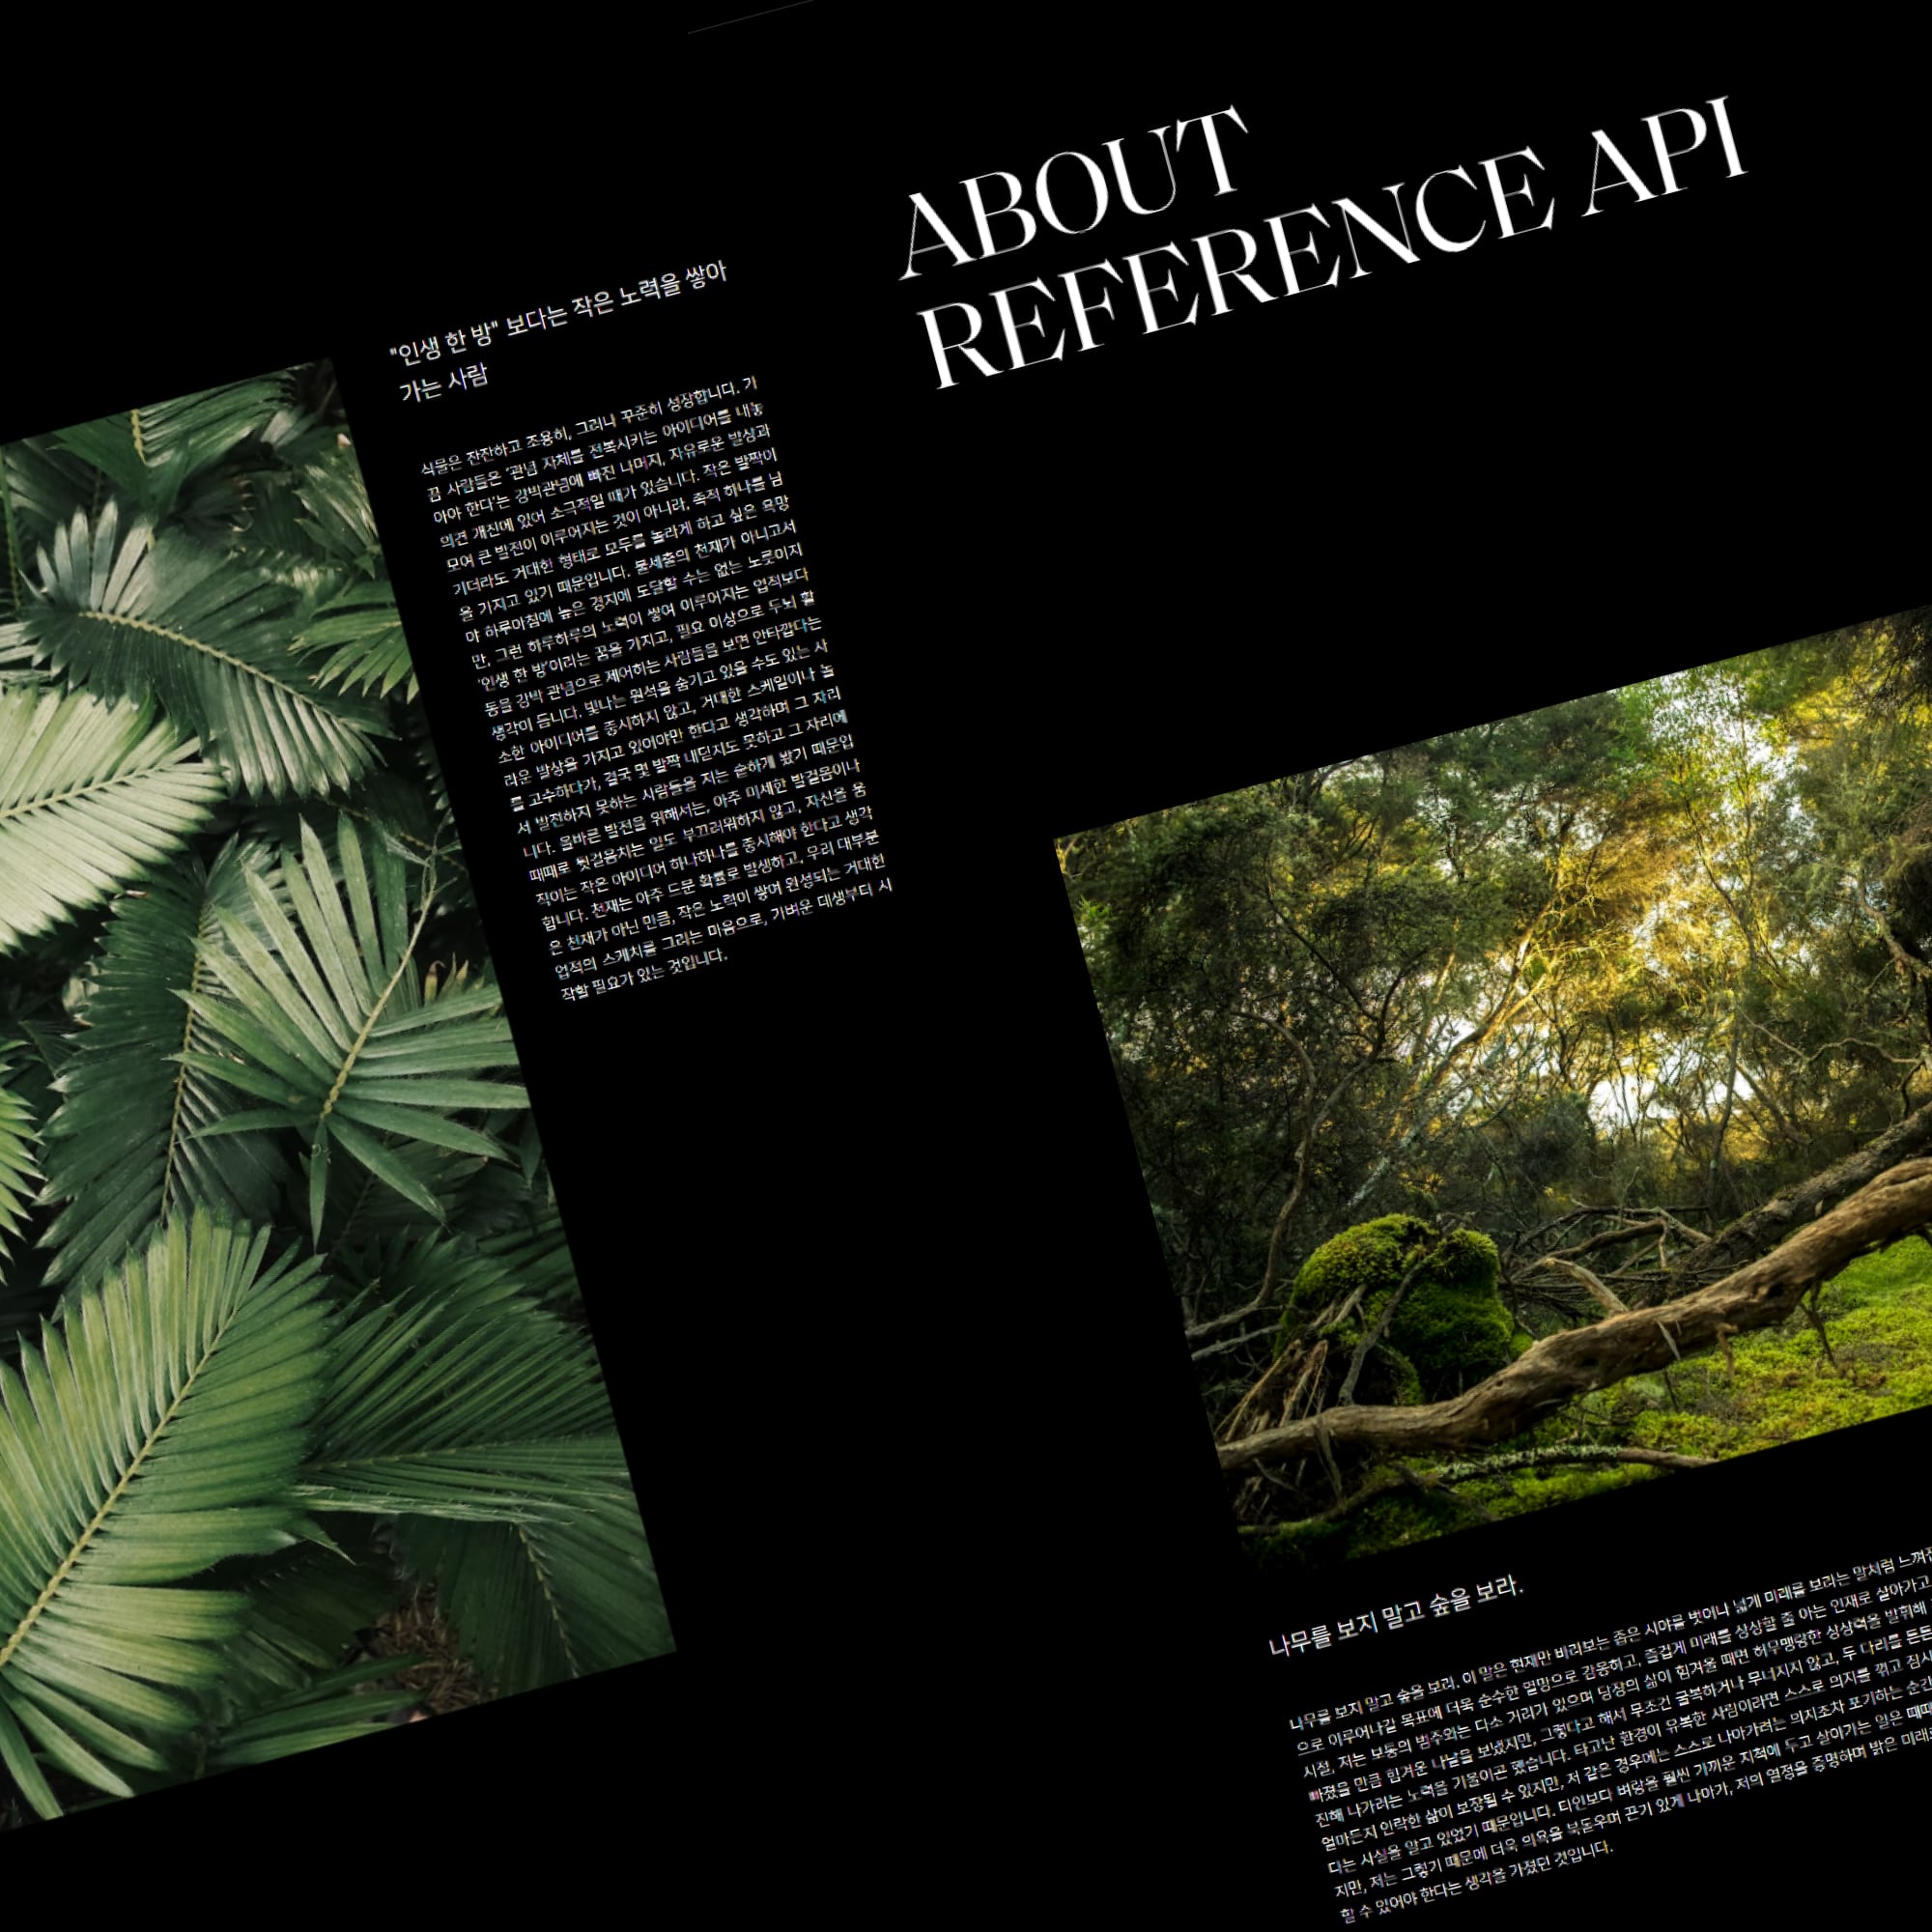 ABOUT
REFERENCE API
"인생 한 방" 보다는 작은 노력을 쌓아
가는 사람
식물은 잔잔하고 조용히, 그러나 꾸준히 성장합니다. 가
끔 사람들은 '관념 자체를 전복시키는 아이디어를 내놓
아야 한다'는 강박관념에 빠진 나머지, 자유로운 발상과
의견 개진에 있어 소극적일 때가 있습니다. 작은 발짝이
모여 큰 발전이 이루어지는 것이 아니라, 족적 하나를 남
기더라도 거대한 형태로 모두를 놀라게 하고 싶은 욕망
을 가지고 있기 때문입니다. 불세출의 천재가 아니고서
야 하루아침에 높은 경지에 도달할 수는 없는 노릇이지
만, 그런 하루하루의 노력이 쌓여 이루어지는 업적보다
'인생 한 방'이라는 꿈을 가지고, 필요 이상으로 두뇌 활
동을 강박 관념으로 제어하는 사람들을 보면 안타깝다는
생각이 듭니다. 빛나는 원석을 숨기고 있을 수도 있는 사
소한 아이디어를 중시하지 않고, 거대한 스케일이나 놀
라운 발상을 가지고 있어야만 한다고 생각하며 그 자리
를 고수하다가, 결국 몇 발짝 내딛지도 못하고 그 자리에
서 발전하지 못하는 사람들을 저는 숱하게 봤기 때문입
니다. 올바른 발전을 위해서는, 아주 미세한 발걸음이나
때때로 뒷걸음치는 일도 부끄러워하지 않고, 자신을 움
직이는 작은 아이디어 하나하나를 중시해야 한다고 생각
합니다. 천재는 아주 드문 확률로 발생하고, 우리 대부분
은 천재가 아닌 만큼, 작은 노력이 쌓여 완성되는 거대한
업적의 스케치를 그리는 마음으로, 가벼운 데생부터 시
작할 필요가 있는 것입니다.
나무를 보지 말고 숲을 보라.
나무를 보지 말고 숲을 보라. 이 말은 현재만 바라보는 좁은 시야를 벗어나 넓게 미래를 보라는 말처럼
으로 이루어나갈 목표에 더욱 순수한 열망으로 감응하고, 즐겁게 미래를 상상할 줄 아는 인재로 살아가고
시절, 저는 보통의 범주와는 다소 거리가 있으며 당장의 삶이 힘겨울 때면 허무맹랑한 상상력을 발휘해
빠졌을 만큼 힘겨운 나날을 보냈지만, 그렇다고 해서 무조건 굴복하거나 무너지지 않고, 두 다리를
진해 나가려는 노력을 기울이곤 했습니다. 타고난 환경이 유복한 사람이라면 스스로 의지를 꺾고
얼마든지 안락한 삶이 보장될 수 있지만, 저 같은 경우에는 스스로 나아가려는 의지조차 포기하는
다는 사실을 알고 있었기 때문입니다. 타인보다 벼랑을 훨씬 가까운 지척에 두고 살아가는 일은
지만, 저는 그렇기 때문에 더욱 의욕을 북돋우며 끈기 있게 나아가, 저의 열정을 증명하며 밝은
할 수 있어야 한다는 생각을 가졌던 것입니다.